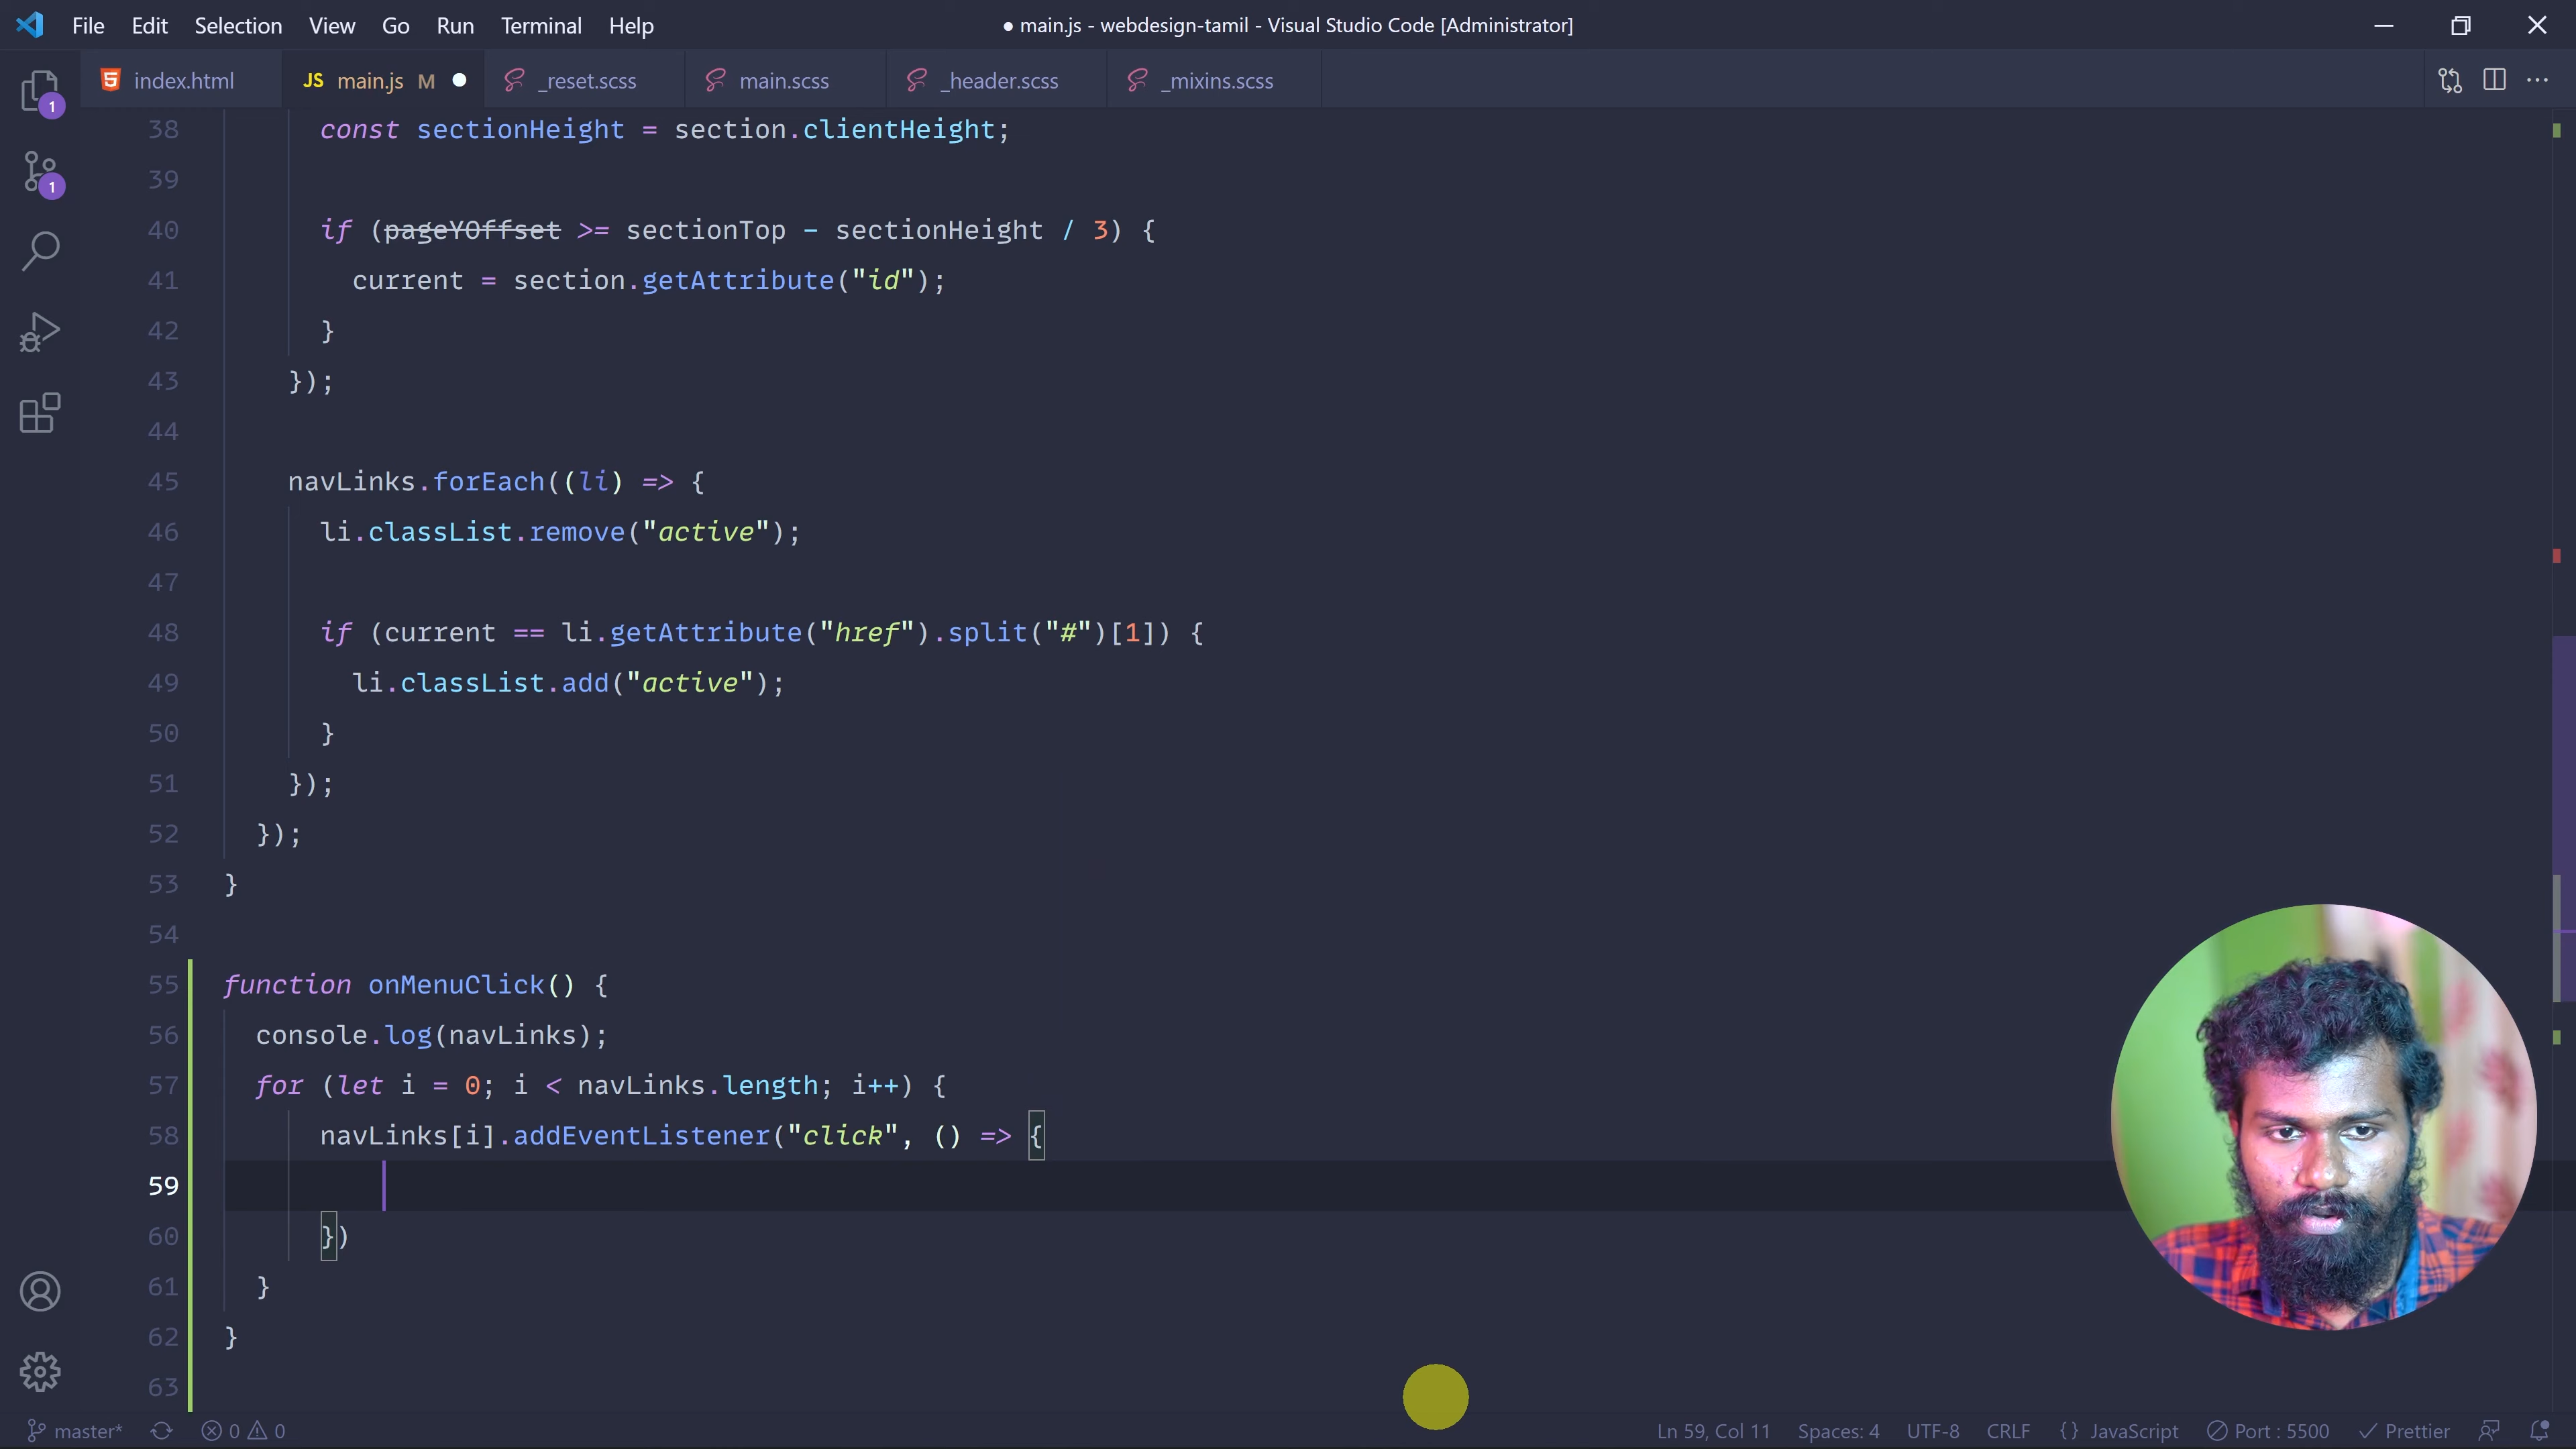 File Edit Selection View Go Run Terminal Help
● main.js - webdesign-tamil - Visual Studio Code [Administrator]
index.html
JS main.js M ●
_reset.scss
main.scss
_header.scss
_mixins.scss
1
1
38 const sectionHeight = section.clientHeight;
39
40 if (pageYOffset >= sectionTop - sectionHeight / 3) {
41 current = section.getAttribute("id");
42 }
43 });
44
45 navLinks.forEach((li) => {
46 li.classList.remove("active");
47
48 if (current == li.getAttribute("href").split("#")[1]) {
49 li.classList.add("active");
50 }
51 });
52 });
53 }
54
55 function onMenuClick() {
56 console.log(navLinks);
57 for (let i = 0; i < navLinks.length; i++) {
58 navLinks[i].addEventListener("click", () => {
59
60 })
61 }
62 }
63
master* 0 0 Ln 59, Col 11 Spaces: 4 UTF-8 CRLF {} JavaScript Port : 5500 ✓ Prettier